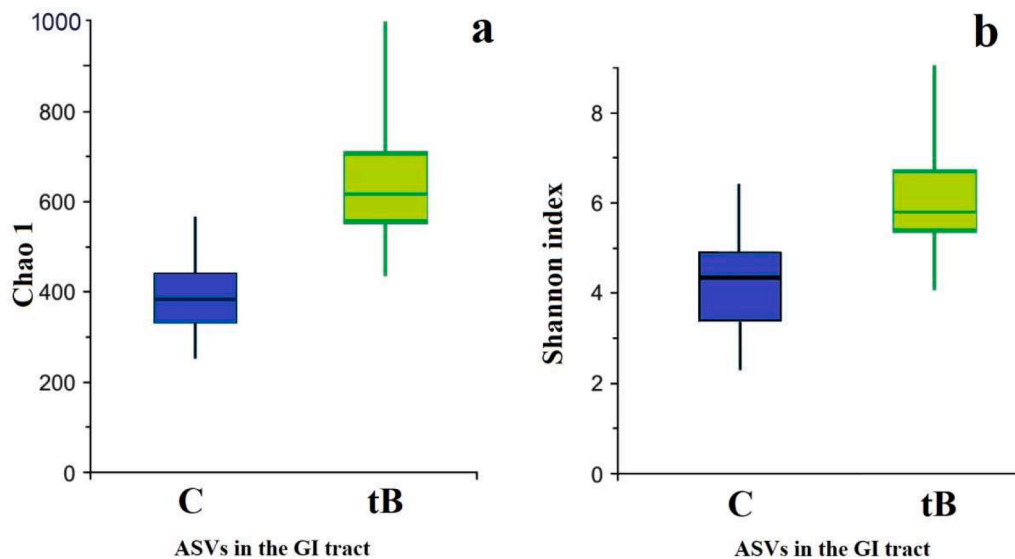 a
Chao 1
1000
800
600
400
200
0
C tB
ASVs in the GI tract
b
Shannon index
8
6
4
2
0
C tB
ASVs in the GI tract